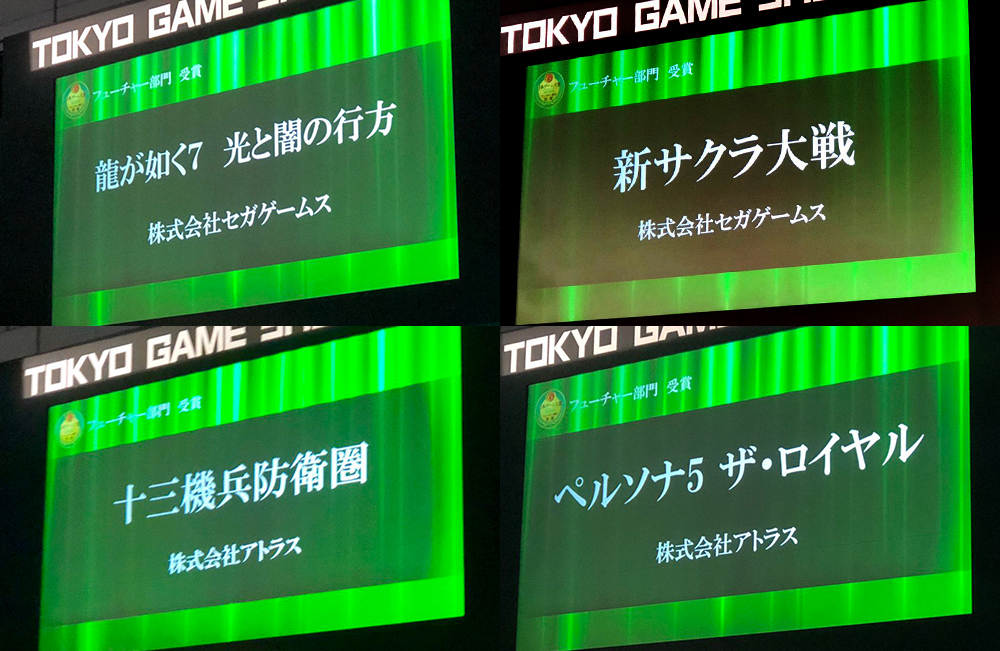 TOKYO GAME
フューチャー部門 受賞
龍が如く7 光と闇の行方
株式会社セガゲームス
TOKYO GAME
フューチャー部門 受賞
新サクラ大戦
株式会社セガゲームス
TOKYO GAME
フューチャー部門 受賞
十三機兵防衛圏
株式会社アトラス
TOKYO GAME
フューチャー部門 受賞
ペルソナ5 ザ・ロイヤル
株式会社アトラス